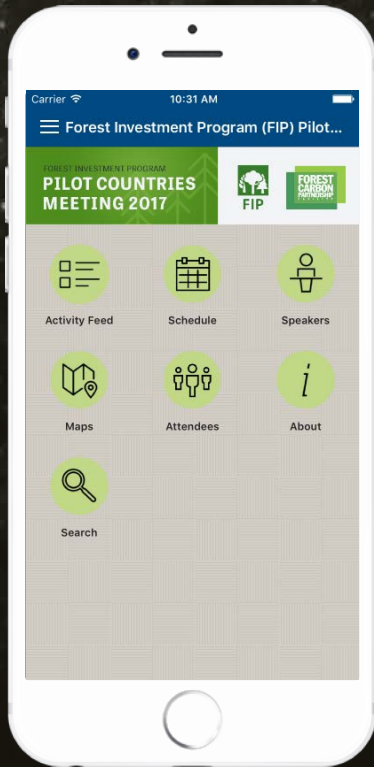 Carrier 10:31 AM
Forest Investment Program (FIP) Pilot...
FOREST INVESTMENT PROGRAM
PILOT COUNTRIES
MEETING 2017
FIP
FOREST
CARBON
PARTNERSHIP
Activity Feed Schedule Speakers
Maps Attendees About
Search